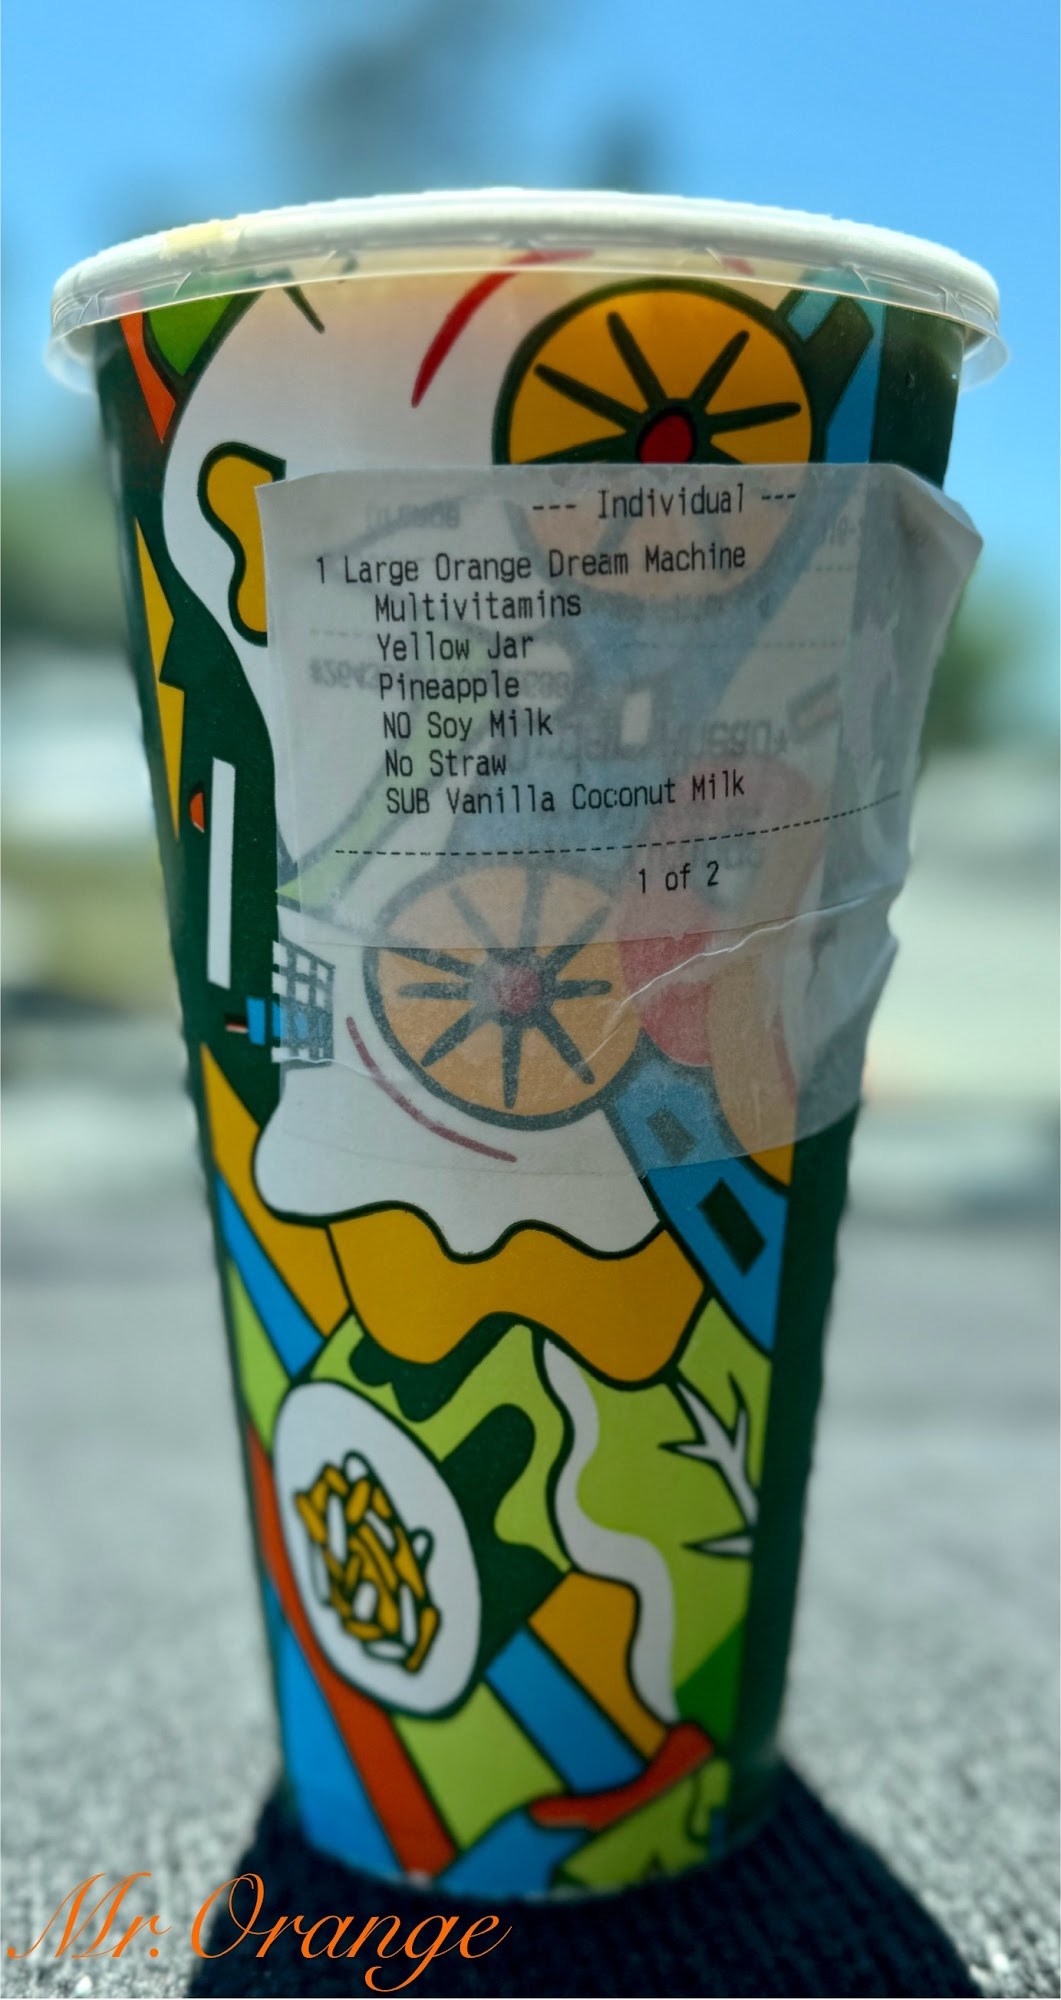 --- Individual ---
1 Large Orange Dream Machine
Multivitamins
Yellow Jar
Pineapple
NO Soy Milk
No Straw
SUB Vanilla Coconut Milk
1 of 2
Mr. Orange